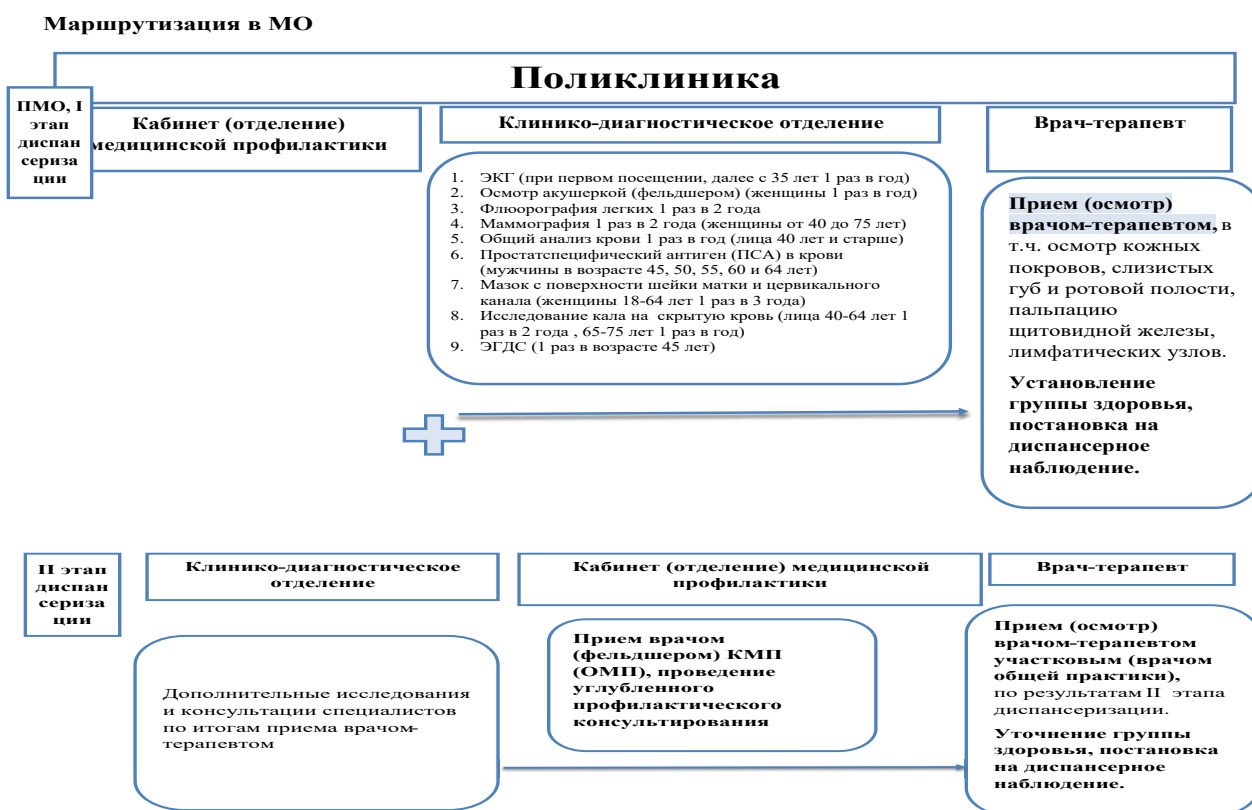 Маршрутизация в МО
Поликлиника
ПМО, I
этап
диспан
сериза
ции
Кабинет (отделение)
медицинской профилактики
Клинико-диагностическое отделение
Врач-терапевт
1. ЭКГ (при первом посещении, далее с 35 лет 1 раз в год)
2. Осмотр акушеркой (фельдшером) (женщины 1 раз в год)
3. Флюорография легких 1 раз в 2 года
4. Маммография 1 раз в 2 года (женщины от 40 до 75 лет)
5. Общий анализ крови 1 раз в год (лица 40 лет и старше)
6. Простатспецифический антиген (ПСА) в крови
(мужчины в возрасте 45, 50, 55, 60 и 64 лет)
7. Мазок с поверхности шейки матки и цервикального
канала (женщины 18-64 лет 1 раз в 3 года)
8. Исследование кала на скрытую кровь (лица 40-64 лет 1
раз в 2 года , 65-75 лет 1 раз в год)
9. ЭГДС (1 раз в возрасте 45 лет)
Прием (осмотр)
врачом-терапевтом, в
т.ч. осмотр кожных
покровов, слизистых
губ и ротовой полости,
пальпацию
щитовидной железы,
лимфатических узлов.
Установление
группы здоровья,
постановка на
диспансерное
наблюдение.
II этап
диспан
сериза
ции
Клинико-диагностическое
отделение
Кабинет (отделение) медицинской
профилактики
Врач-терапевт
Дополнительные исследования
и консультации специалистов
по итогам приема врачом-
терапевтом
Прием врачом
(фельдшером) КМП
(ОМП), проведение
углубленного
профилактического
консультирования
Прием (осмотр)
врачом-терапевтом
участковым (врачом
общей практики),
по результатам II этапа
диспансеризации.
Уточнение группы
здоровья, постановка
на диспансерное
наблюдение.